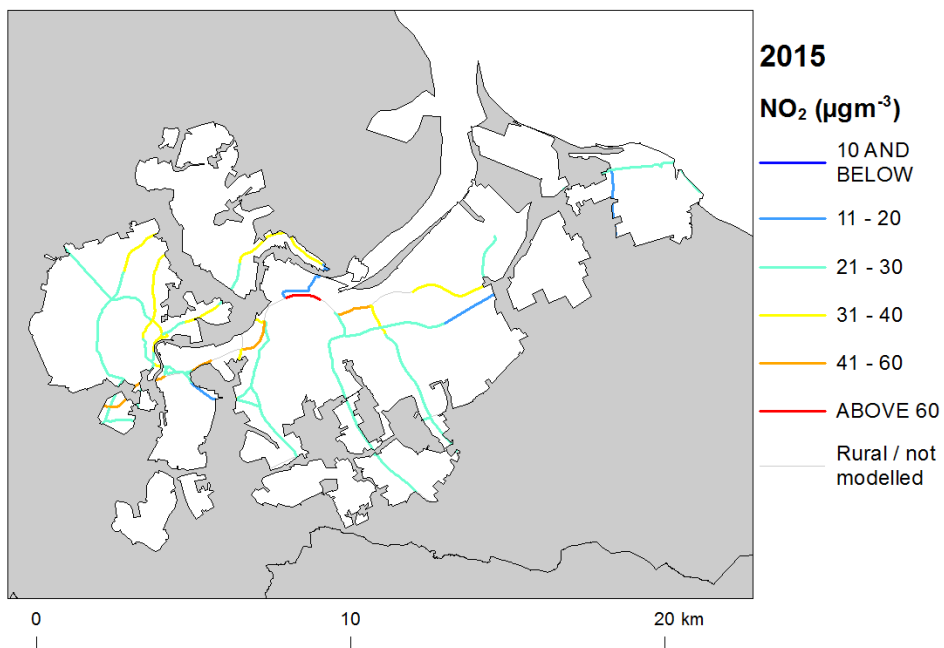 2015
NO₂ (µgm⁻³)
10 AND
BELOW
11 - 20
21 - 30
31 - 40
41 - 60
ABOVE 60
Rural / not
modelled
0 10 20 km